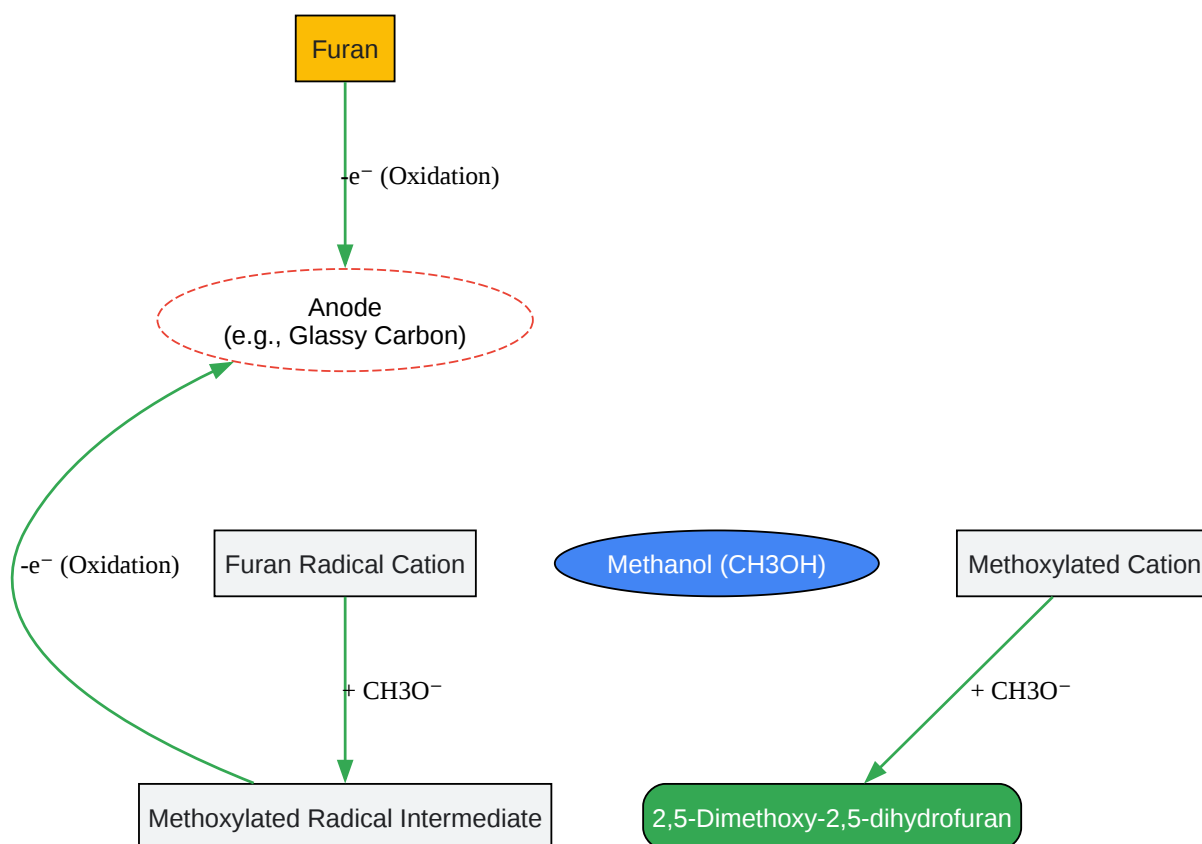 Furan
-e⁻ (Oxidation)
Anode
(e.g., Glassy Carbon)
-e⁻ (Oxidation)
Furan Radical Cation
Methanol (CH3OH)
Methoxylated Cation
+ CH3O⁻
+ CH3O⁻
Methoxylated Radical Intermediate
2,5-Dimethoxy-2,5-dihydrofuran